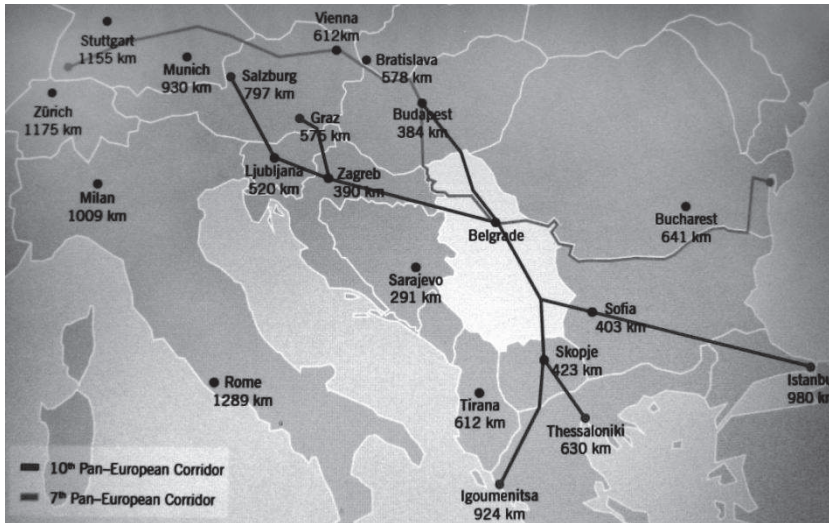 Stuttgart
1155 km
Munich
930 km
Zürich
1175 km
Milan
1009 km
Vienna
612km
Bratislava
578 km
Salzburg
797 km
Graz
575 km
Budapest
384 km
Ljubljana
520 km
Zagreb
390 km
Belgrade
Bucharest
641 km
Sarajevo
291 km
Sofia
403 km
Skopje
423 km
Rome
1289 km
Tirana
612 km
Thessaloniki
630 km
Igoumenitsa
924 km
980 km
10th Pan–European Corridor
7th Pan–European Corridor